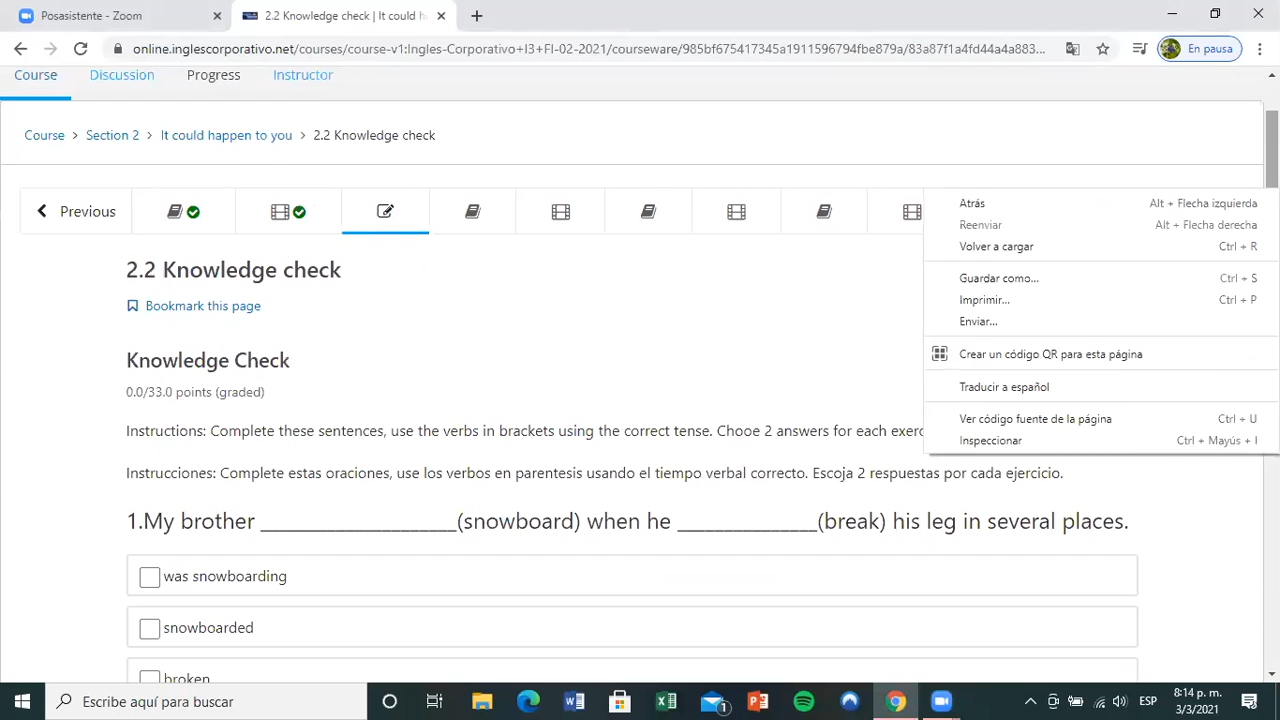 Posasistente - Zoom
2.2 Knowledge check | It could h
online.inglescorporativo.net/courses/course-v1:Ingles-Corporativo+I3+FI-02-2021/courseware/985bf675417345a1911596794fbe879a/83a87f1a4fd44a4a883...
En pausa
Course Discussion Progress Instructor
Course > Section 2 > It could happen to you > 2.2 Knowledge check
Previous
2.2 Knowledge check
Bookmark this page
Knowledge Check
0.0/33.0 points (graded)
Instructions: Complete these sentences, use the verbs in brackets using the correct tense. Chooe 2 answers for each exerc
Instrucciones: Complete estas oraciones, use los verbos en parentesis usando el tiempo verbal correcto. Escoja 2 respuestas por cada ejercicio.
1.My brother _________________(snowboard) when he ____________(break) his leg in several places.
was snowboarding
snowboarded
broken
Atrás Alt + Flecha izquierda
Reenviar Alt + Flecha derecha
Volver a cargar Ctrl + R
Guardar como... Ctrl + S
Imprimir... Ctrl + P
Enviar...
Crear un código QR para esta página
Traducir a español
Ver código fuente de la página Ctrl + U
Inspeccionar Ctrl + Mayús + I
Escribe aquí para buscar
1
ESP
8:14 p. m.
3/3/2021